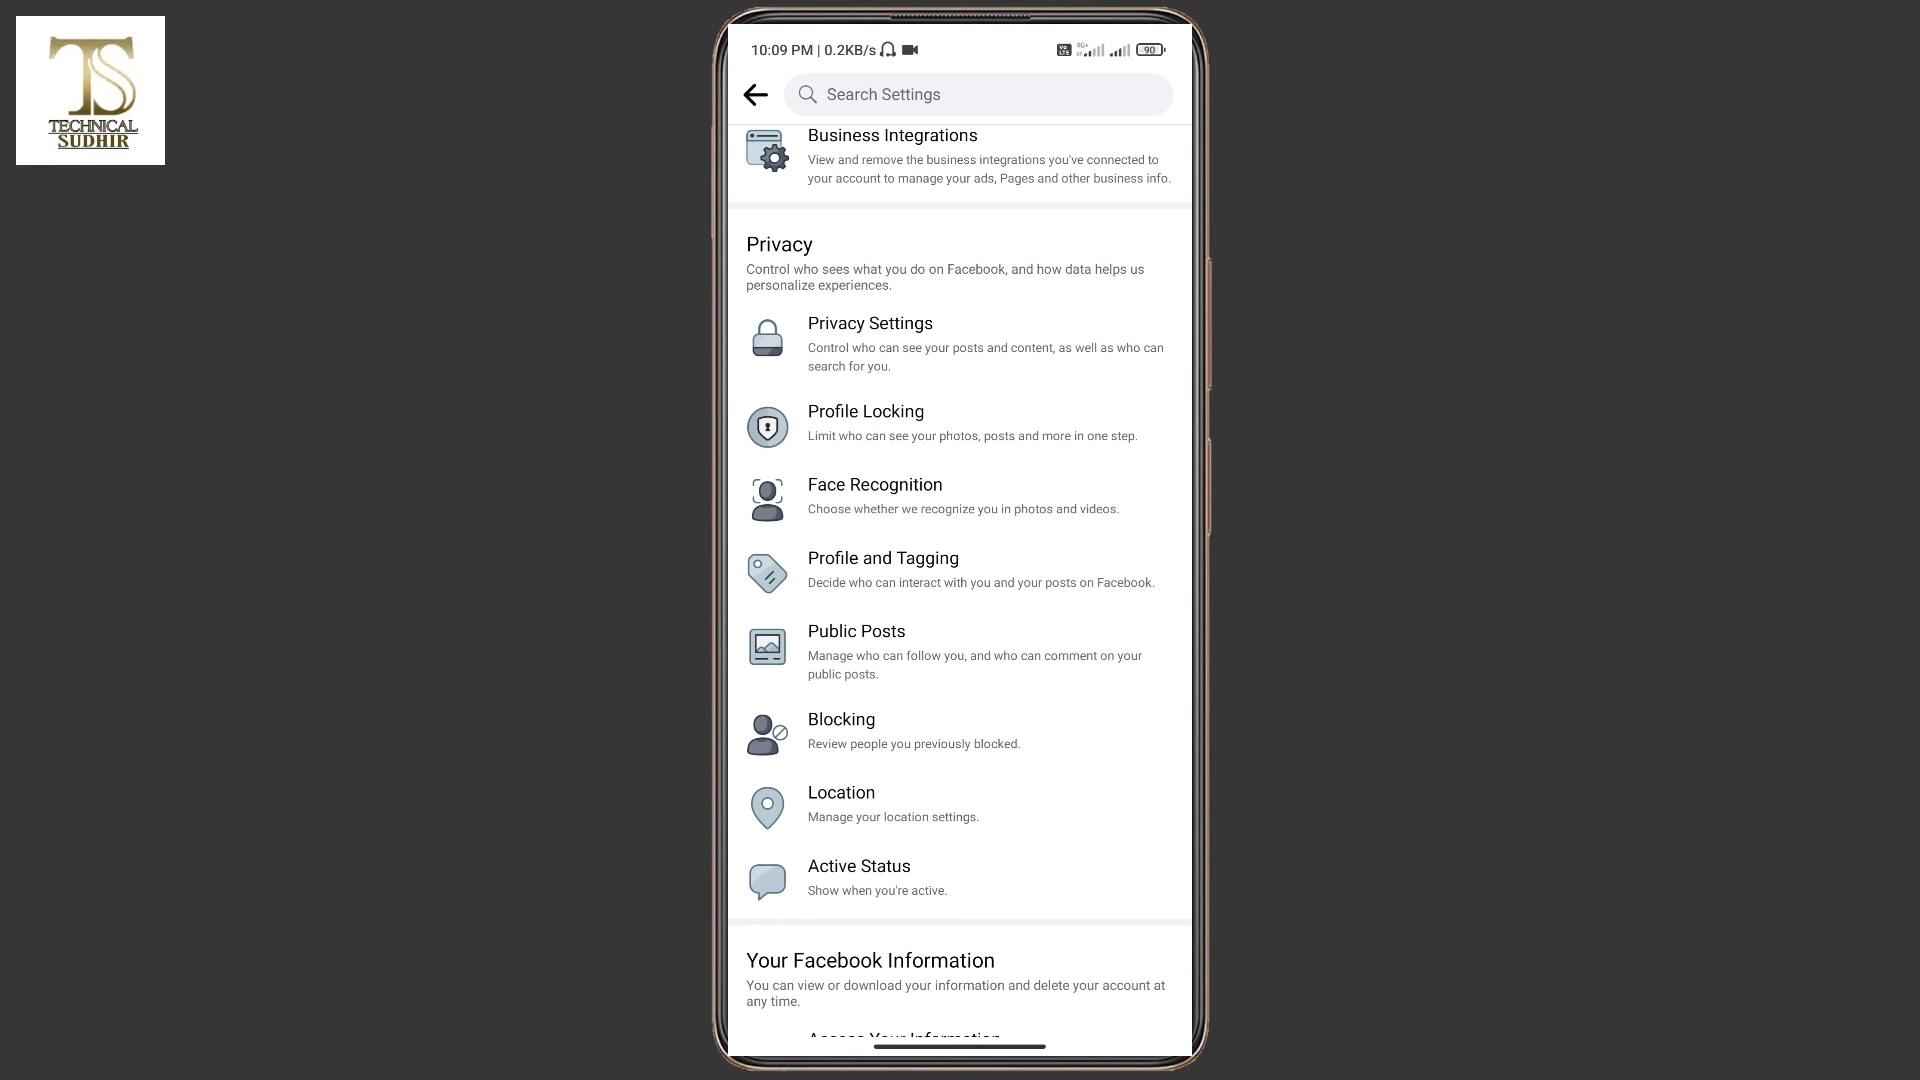 TS
TECHNICAL
SUDHIR
10:09 PM | 0.2KB/s
Vo LTE
4G+
90
Search Settings
Business Integrations
View and remove the business integrations you've connected to
your account to manage your ads, Pages and other business info.
Privacy
Control who sees what you do on Facebook, and how data helps us
personalize experiences.
Privacy Settings
Control who can see your posts and content, as well as who can
search for you.
Profile Locking
Limit who can see your photos, posts and more in one step.
Face Recognition
Choose whether we recognize you in photos and videos.
Profile and Tagging
Decide who can interact with you and your posts on Facebook.
Public Posts
Manage who can follow you, and who can comment on your
public posts.
Blocking
Review people you previously blocked.
Location
Manage your location settings.
Active Status
Show when you're active.
Your Facebook Information
You can view or download your information and delete your account at
any time.
Access Your Information